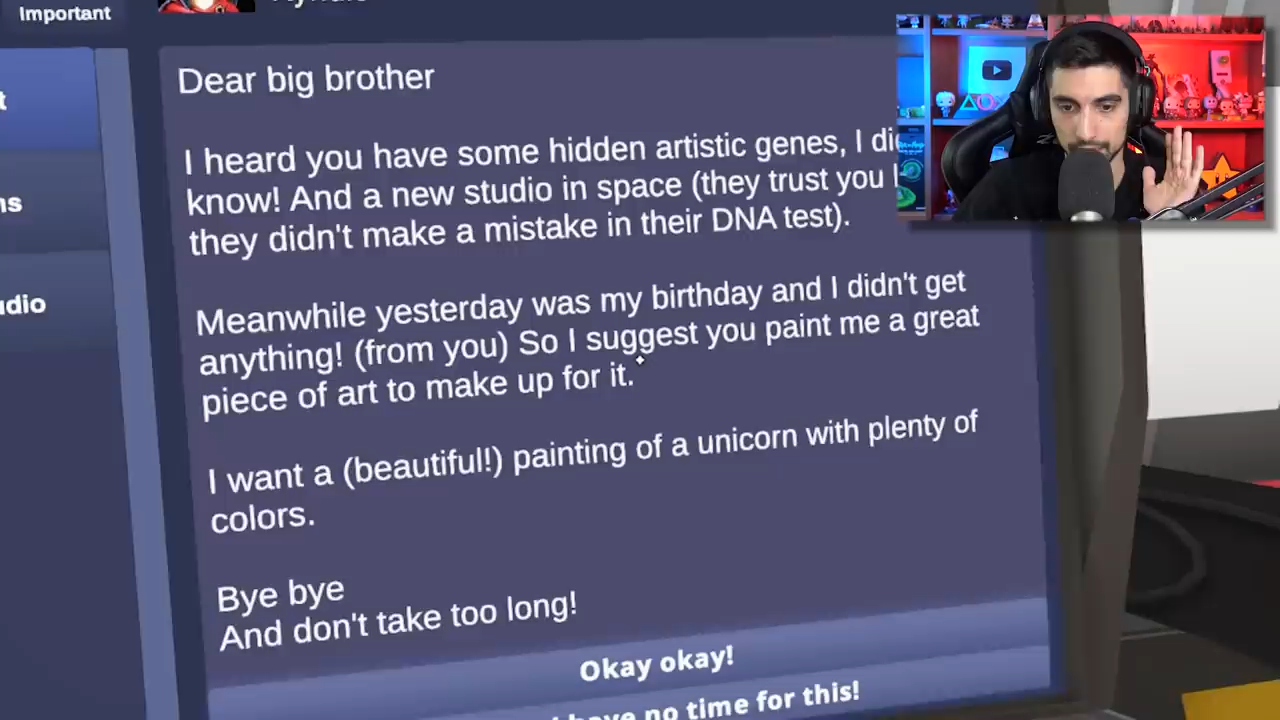 Important
Dear big brother
I heard you have some hidden artistic genes, I
know! And a new studio in space (they trust you
they didn't make a mistake in their DNA test).
Meanwhile yesterday was my birthday and I didn't get
anything! (from you) So I suggest you paint me a great
piece of art to make up for it.
I want a (beautiful!) painting of a unicorn with plenty of
colors.
Bye bye
And don't take too long!
Okay okay!
have no time for this!